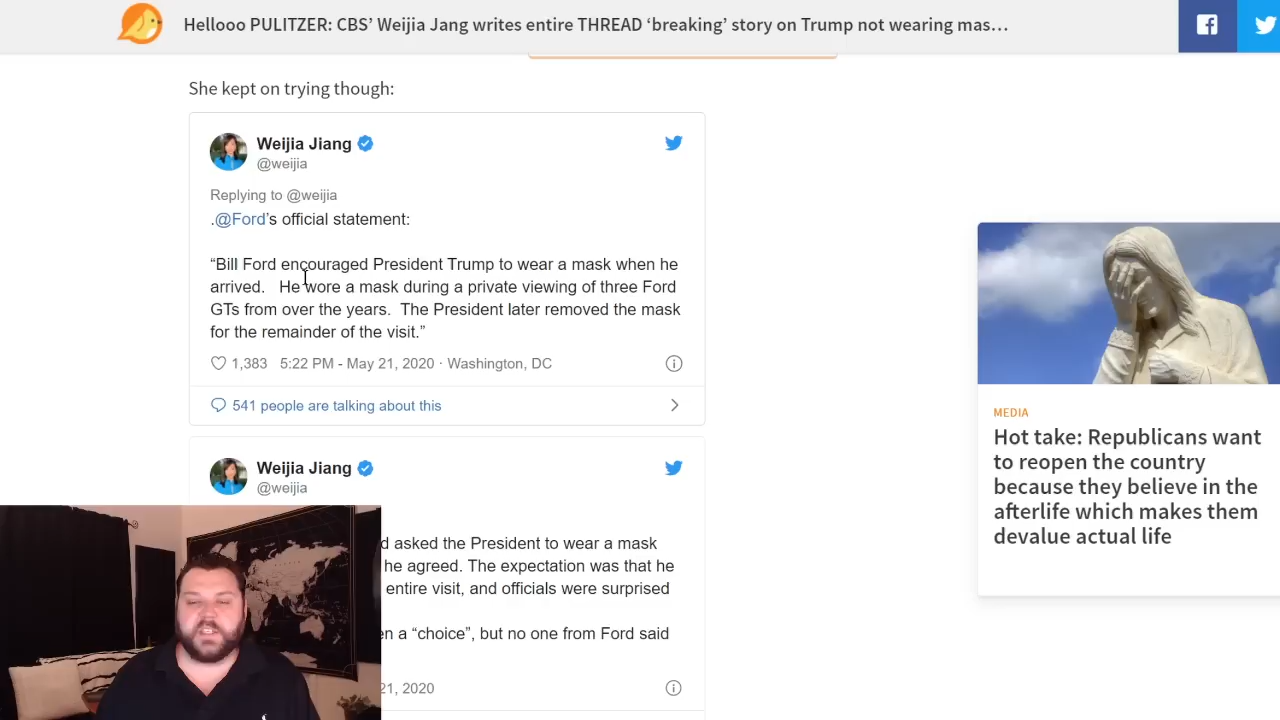 Hellooo PULITZER: CBS’ Weijia Jang writes entire THREAD ‘breaking’ story on Trump not wearing mas…
She kept on trying though:
Weijia Jiang
@weijia
Replying to @weijia
.@Ford’s official statement:
“Bill Ford encouraged President Trump to wear a mask when he
arrived. He wore a mask during a private viewing of three Ford
GTs from over the years. The President later removed the mask
for the remainder of the visit.”
1,383 5:22 PM - May 21, 2020 · Washington, DC
541 people are talking about this
Weijia Jiang
@weijia
d asked the President to wear a mask
he agreed. The expectation was that he
entire visit, and officials were surprised
en a “choice”, but no one from Ford said
21, 2020
MEDIA
Hot take: Republicans want
to reopen the country
because they believe in the
afterlife which makes them
devalue actual life